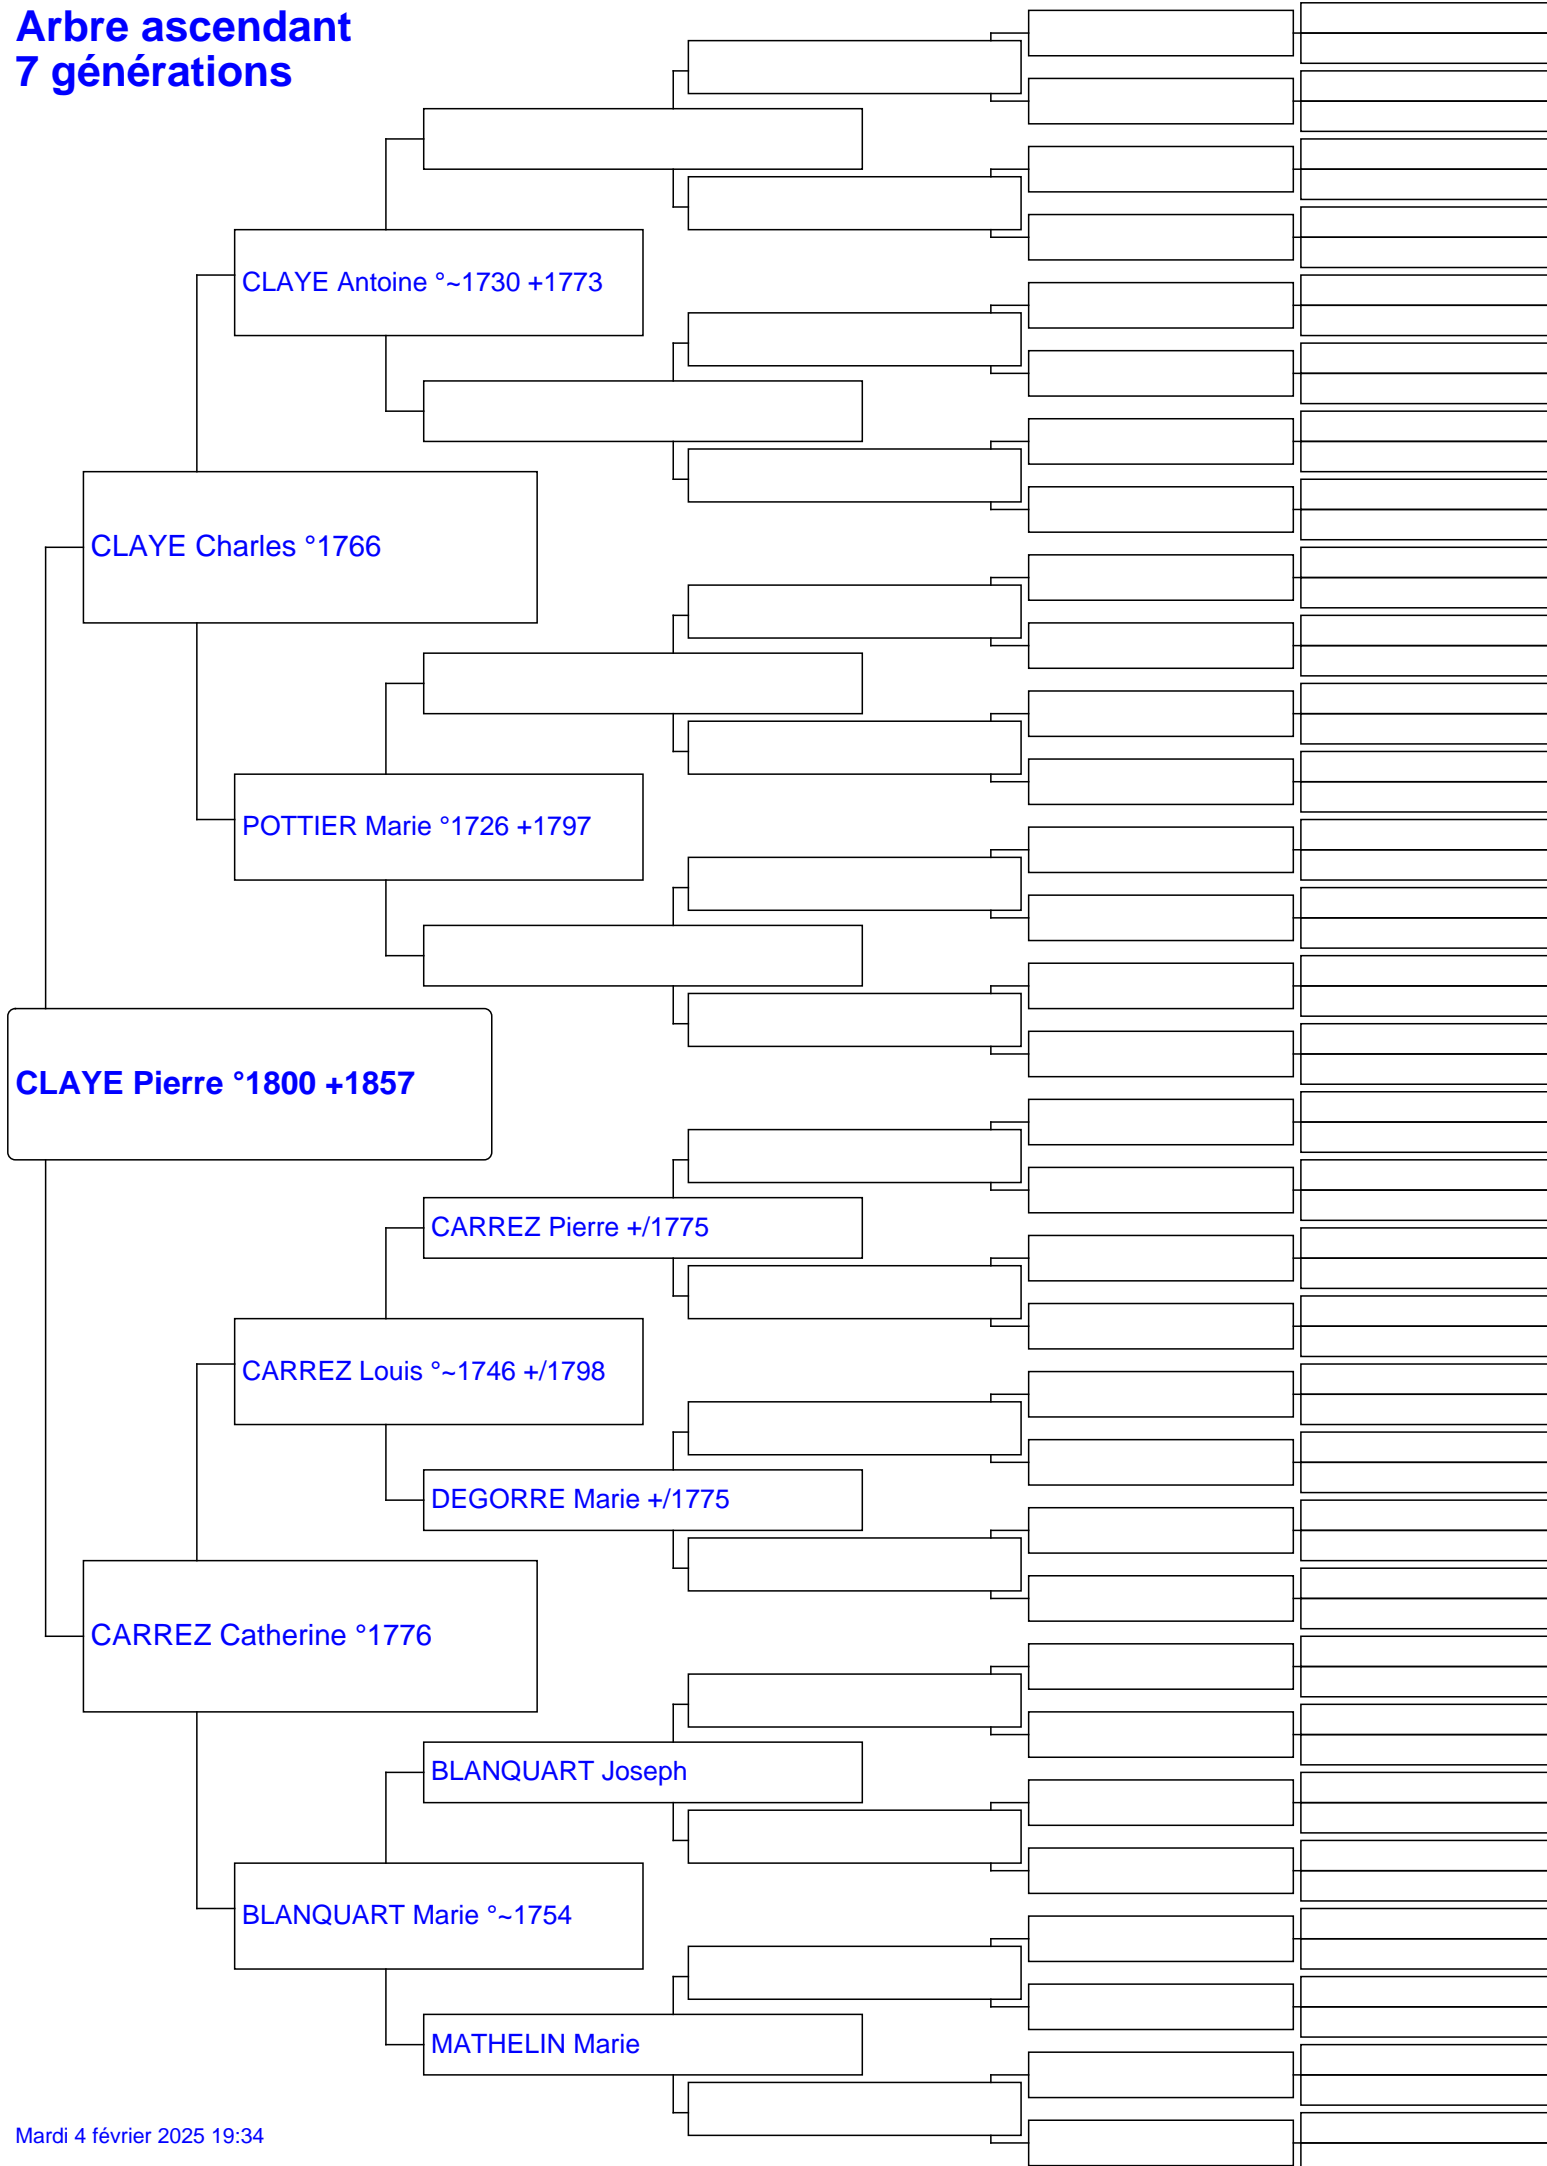 Arbre ascendant
7 générations
CLAYE Antoine °~1730 +1773
CLAYE Charles °1766
POTTIER Marie °1726 +1797
CLAYE Pierre °1800 +1857
CARREZ Pierre +/1775
CARREZ Louis °~1746 +/1798
DEGORRE Marie +/1775
CARREZ Catherine °1776
BLANQUART Joseph
BLANQUART Marie °~1754
MATHELIN Marie
Mardi 4 février 2025 19:34